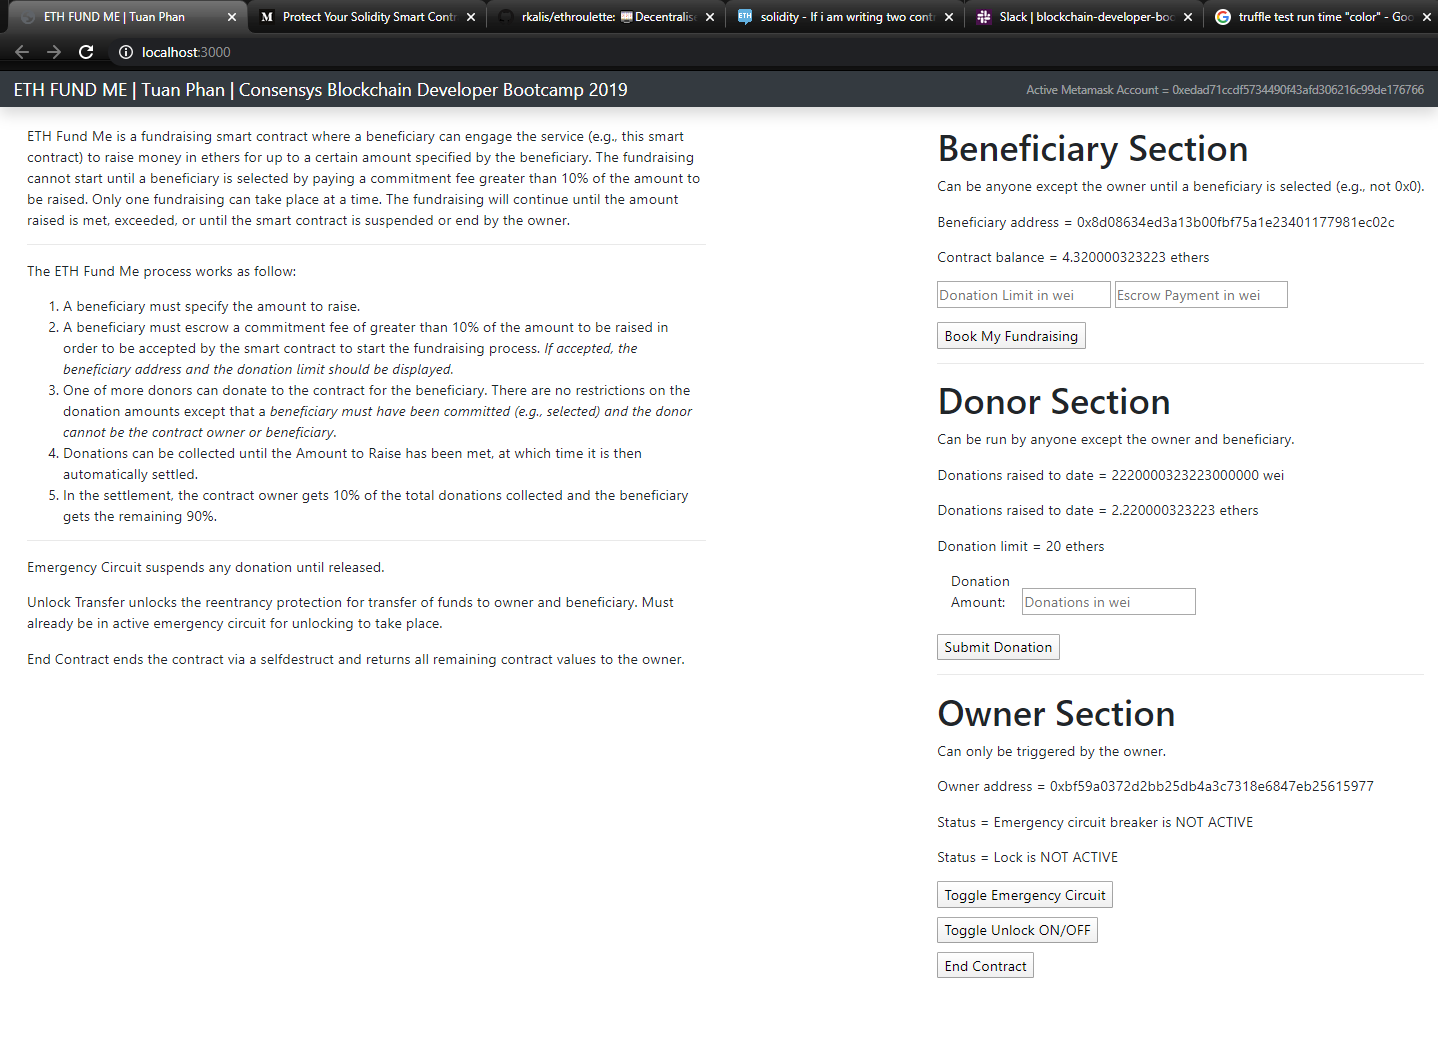 ETH FUND ME | Tuan Phan
Protect Your Solidity Smart Contr
rkalis/ethroulette: Decentralise
solidity - If i am writing two contr
Slack | blockchain-developer-boo
truffle test run time "color" - Goo
localhost:3000
ETH FUND ME | Tuan Phan | Consensys Blockchain Developer Bootcamp 2019
Active Metamask Account = 0xedad71ccdf5734490f43afd306216c99de176766
ETH Fund Me is a fundraising smart contract where a beneficiary can engage the service (e.g., this smart
contract) to raise money in ethers for up to a certain amount specified by the beneficiary. The fundraising
cannot start until a beneficiary is selected by paying a commitment fee greater than 10% of the amount to
be raised. Only one fundraising can take place at a time. The fundraising will continue until the amount
raised is met, exceeded, or until the smart contract is suspended or end by the owner.
The ETH Fund Me process works as follow:
1. A beneficiary must specify the amount to raise.
2. A beneficiary must escrow a commitment fee of greater than 10% of the amount to be raised in
order to be accepted by the smart contract to start the fundraising process. If accepted, the
beneficiary address and the donation limit should be displayed.
3. One of more donors can donate to the contract for the beneficiary. There are no restrictions on the
donation amounts except that a beneficiary must have been committed (e.g., selected) and the donor
cannot be the contract owner or beneficiary.
4. Donations can be collected until the Amount to Raise has been met, at which time it is then
automatically settled.
5. In the settlement, the contract owner gets 10% of the total donations collected and the beneficiary
gets the remaining 90%.
Emergency Circuit suspends any donation until released.
Unlock Transfer unlocks the reentrancy protection for transfer of funds to owner and beneficiary. Must
already be in active emergency circuit for unlocking to take place.
End Contract ends the contract via a selfdestruct and returns all remaining contract values to the owner.
Beneficiary Section
Can be anyone except the owner until a beneficiary is selected (e.g., not 0x0).
Beneficiary address = 0x8d08634ed3a13b00fbf75a1e23401177981ec02c
Contract balance = 4.320000323223 ethers
Donation Limit in wei
Escrow Payment in wei
Book My Fundraising
Donor Section
Can be run by anyone except the owner and beneficiary.
Donations raised to date = 2220000323223000000 wei
Donations raised to date = 2.220000323223 ethers
Donation limit = 20 ethers
Donation
Amount:
Donations in wei
Submit Donation
Owner Section
Can only be triggered by the owner.
Owner address = 0xbf59a0372d2bb25db4a3c7318e6847eb25615977
Status = Emergency circuit breaker is NOT ACTIVE
Status = Lock is NOT ACTIVE
Toggle Emergency Circuit
Toggle Unlock ON/OFF
End Contract